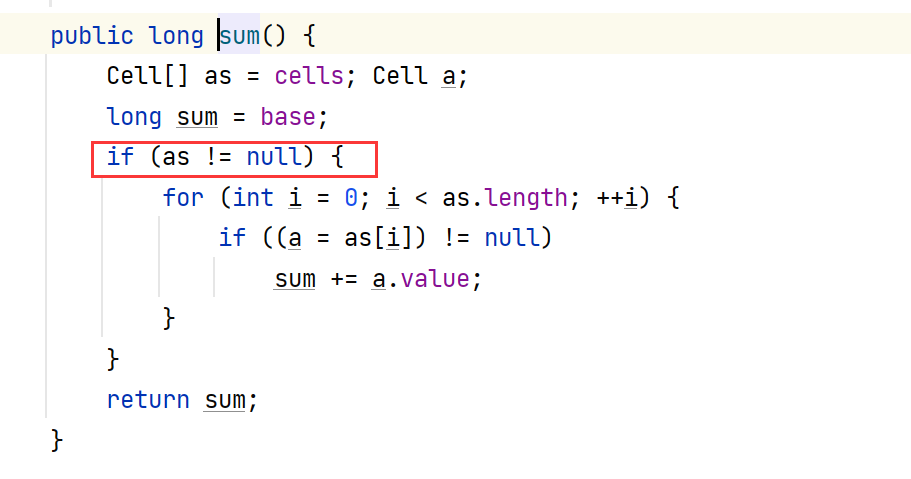 public long sum() {
Cell[] as = cells; Cell a;
long sum = base;
if (as != null) {
for (int i = 0; i < as.length; ++i) {
if ((a = as[i]) != null)
sum += a.value;
}
}
return sum;
}